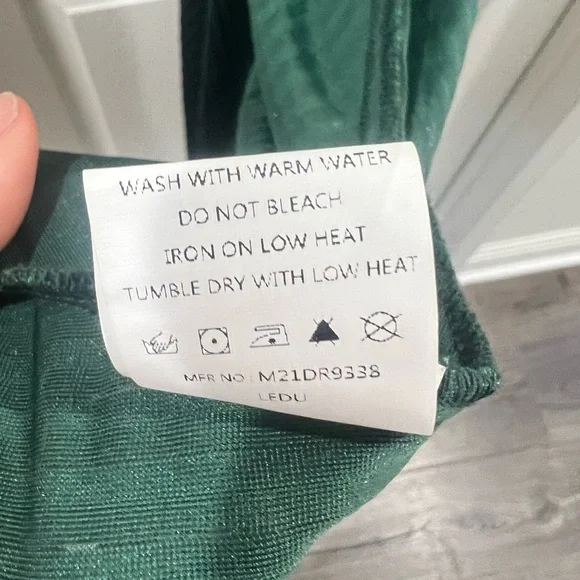 WASH WITH WARM WATER
DO NOT BLEACH
IRON ON LOW HEAT
TUMBLE DRY WITH LOW HEAT
MFR NO : M21DR9338
LEDU